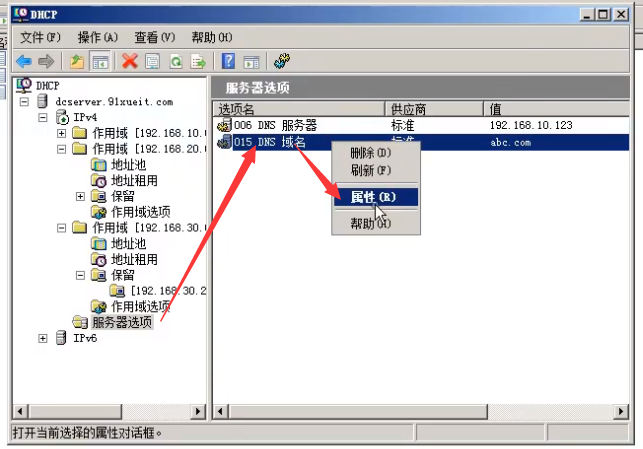 DHCP
文件(F) 操作(A) 查看(V) 帮助(H)
DHCP
dcserver.91xueit.com
IPv4
作用域 [192.168.10.
作用域 [192.168.20.
地址池
地址租用
保留
作用域选项
作用域 [192.168.30.
地址池
地址租用
保留
[192.168.30.2
作用域选项
服务器选项
IPv6
服务器选项
选项名 供应商 值
006 DNS 服务器 标准 192.168.10.123
015 DNS 域名 标准 abc.com
删除(D)
刷新(F)
属性(R)
帮助(H)
打开当前选择的属性对话框。